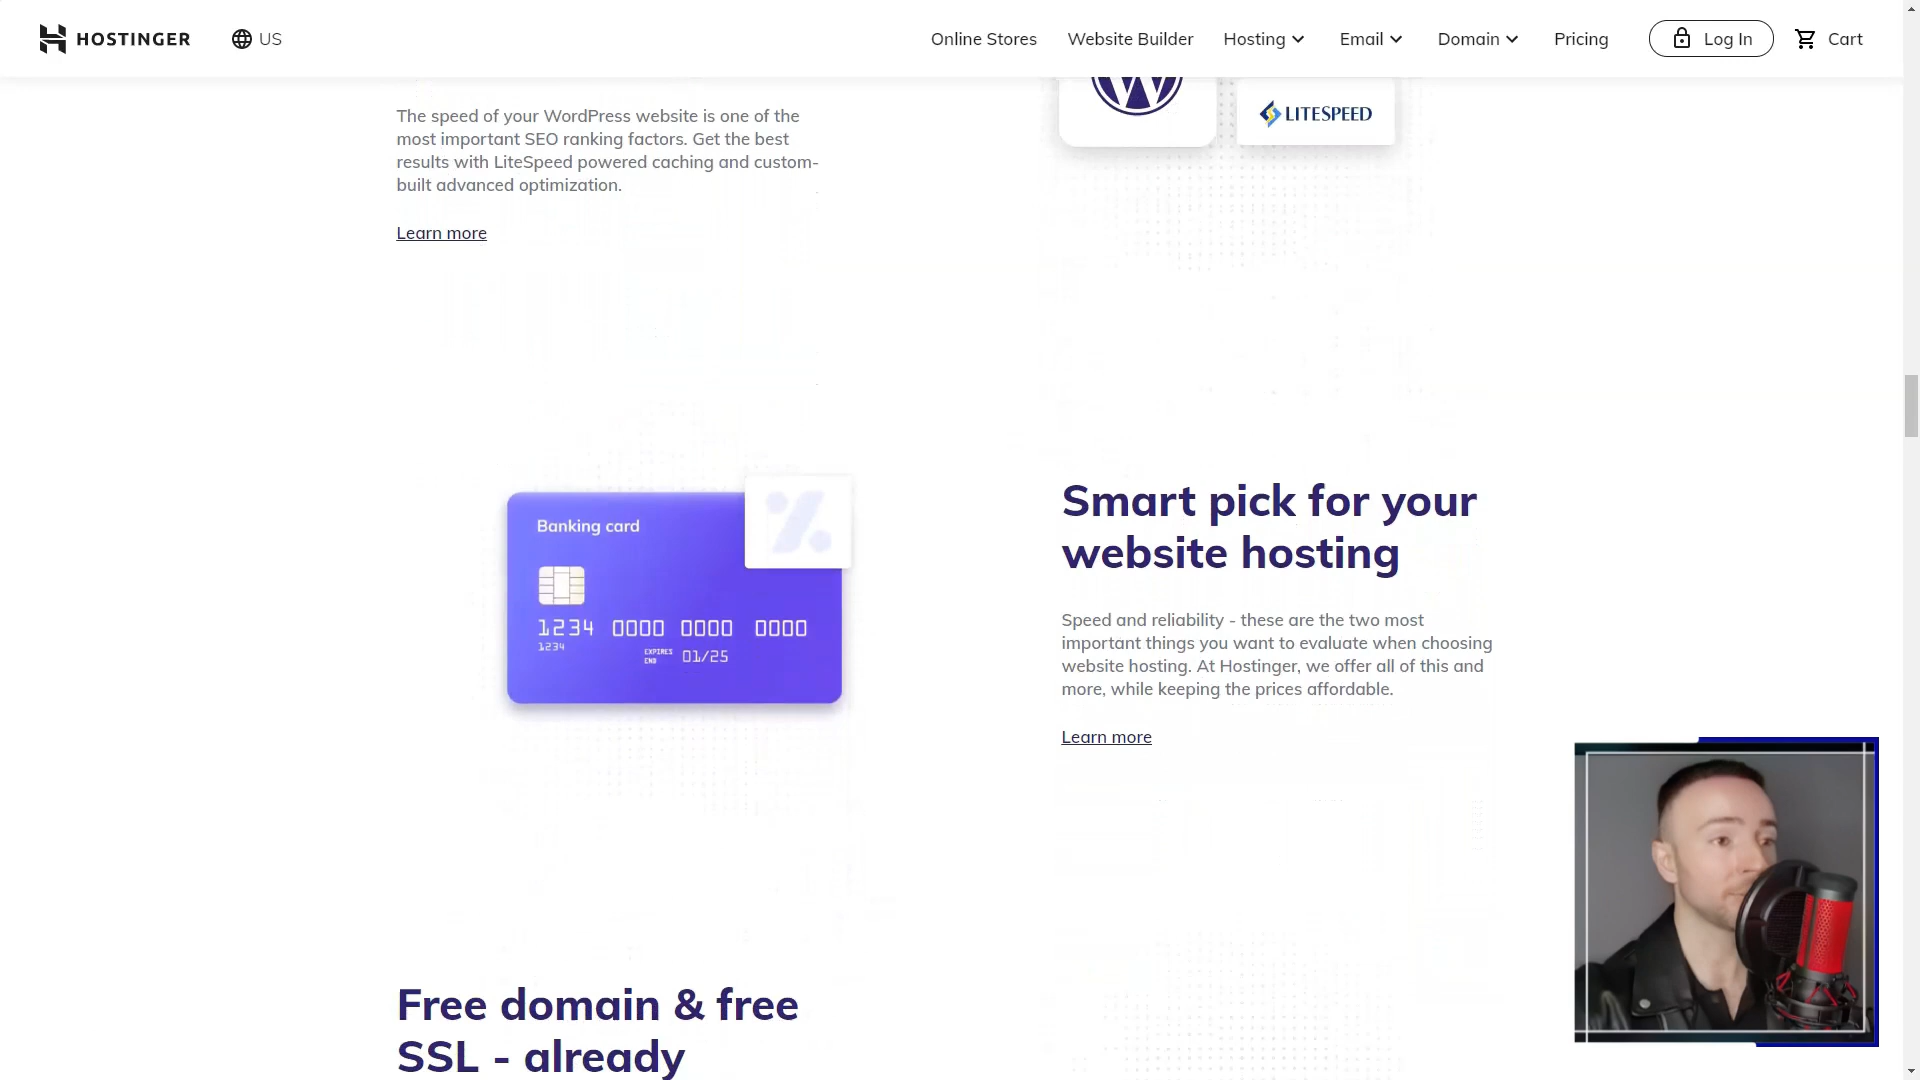 HOSTINGER
US
Online Stores
Website Builder
Hosting
Email
Domain
Pricing
Log In
Cart
The speed of your WordPress website is one of the
most important SEO ranking factors. Get the best
results with LiteSpeed powered caching and custom-
built advanced optimization.
Learn more
LITESPEED
Banking card
1234 0000 0000 0000
1234
EXPIRES
END
01/25
Smart pick for your
website hosting
Speed and reliability - these are the two most
important things you want to evaluate when choosing
website hosting. At Hostinger, we offer all of this and
more, while keeping the prices affordable.
Learn more
Free domain & free
SSL - already